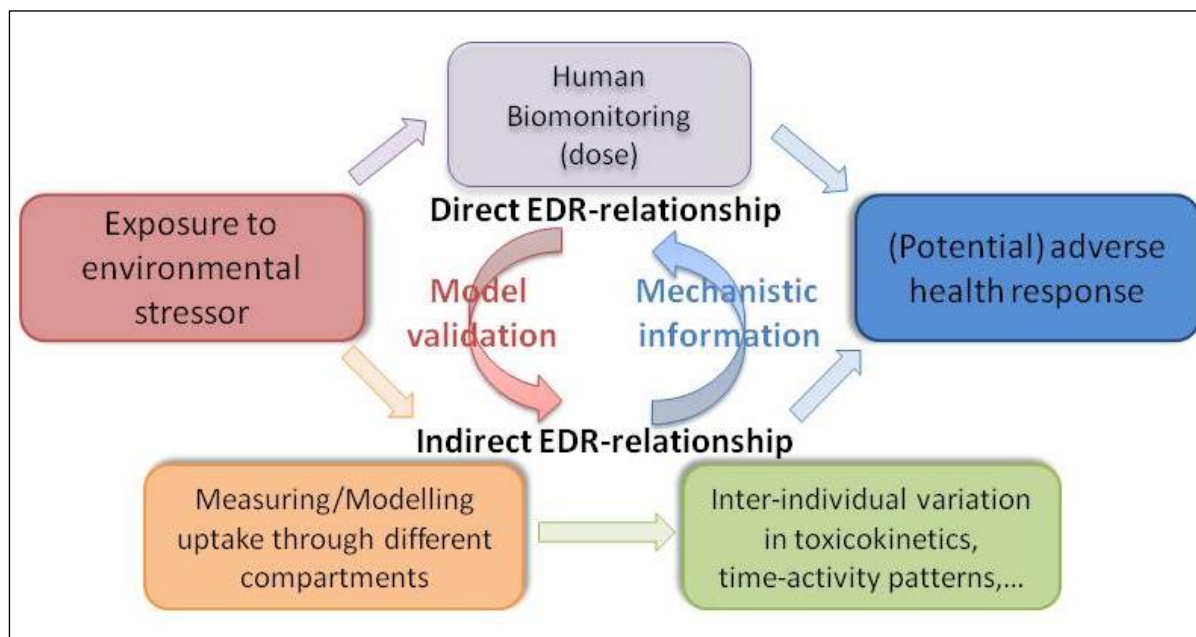 Human
Biomonitoring
(dose)
Direct EDR-relationship
Exposure to
environmental
stressor
Model
validation
Mechanistic
information
(Potential) adverse
health response
Indirect EDR-relationship
Measuring/Modelling
uptake through different
compartments
Inter-individual variation
in toxicokinetics,
time-activity patterns,...